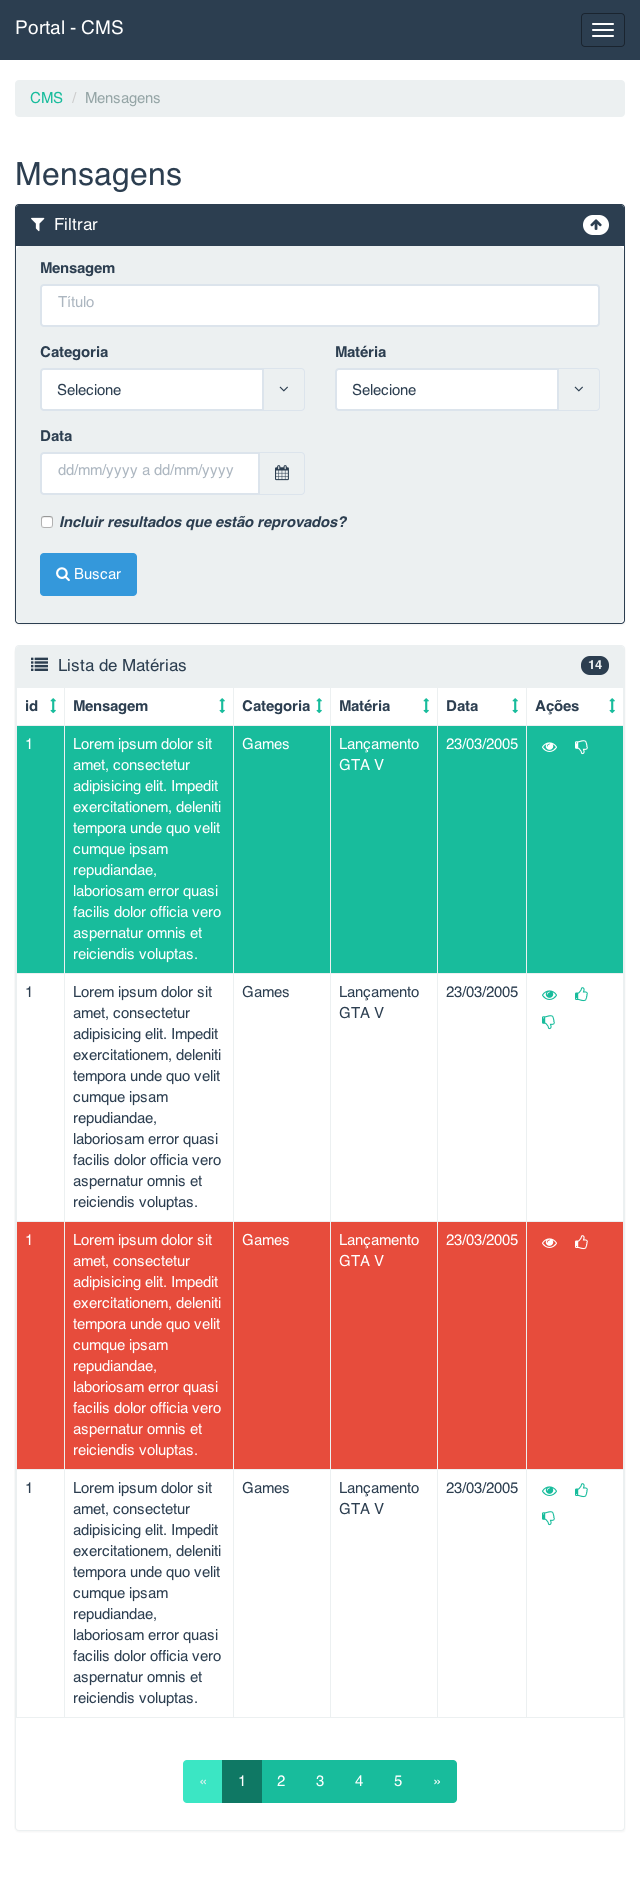 Portal - CMS
CMS / Mensagens
Mensagens
Filtrar
Mensagem
Título
Categoria
Matéria
Selecione
Selecione
Data
dd/mm/yyyy a dd/mm/yyyy
Incluir resultados que estão reprovados?
Buscar
Lista de Matérias 14
id Mensagem Categoria Matéria Data Ações
1 Lorem ipsum dolor sit Games Lançamento 23/03/2005
amet, consectetur GTA V
adipisicing elit. Impedit
exercitationem, deleniti
tempora unde quo velit
cumque ipsam
repudiandae,
laboriosam error quasi
facilis dolor officia vero
aspernatur omnis et
reiciendis voluptas.
1 Lorem ipsum dolor sit Games Lançamento 23/03/2005
amet, consectetur GTA V
adipisicing elit. Impedit
exercitationem, deleniti
tempora unde quo velit
cumque ipsam
repudiandae,
laboriosam error quasi
facilis dolor officia vero
aspernatur omnis et
reiciendis voluptas.
1 Lorem ipsum dolor sit Games Lançamento 23/03/2005
amet, consectetur GTA V
adipisicing elit. Impedit
exercitationem, deleniti
tempora unde quo velit
cumque ipsam
repudiandae,
laboriosam error quasi
facilis dolor officia vero
aspernatur omnis et
reiciendis voluptas.
1 Lorem ipsum dolor sit Games Lançamento 23/03/2005
amet, consectetur GTA V
adipisicing elit. Impedit
exercitationem, deleniti
tempora unde quo velit
cumque ipsam
repudiandae,
laboriosam error quasi
facilis dolor officia vero
aspernatur omnis et
reiciendis voluptas.
« 1 2 3 4 5 »